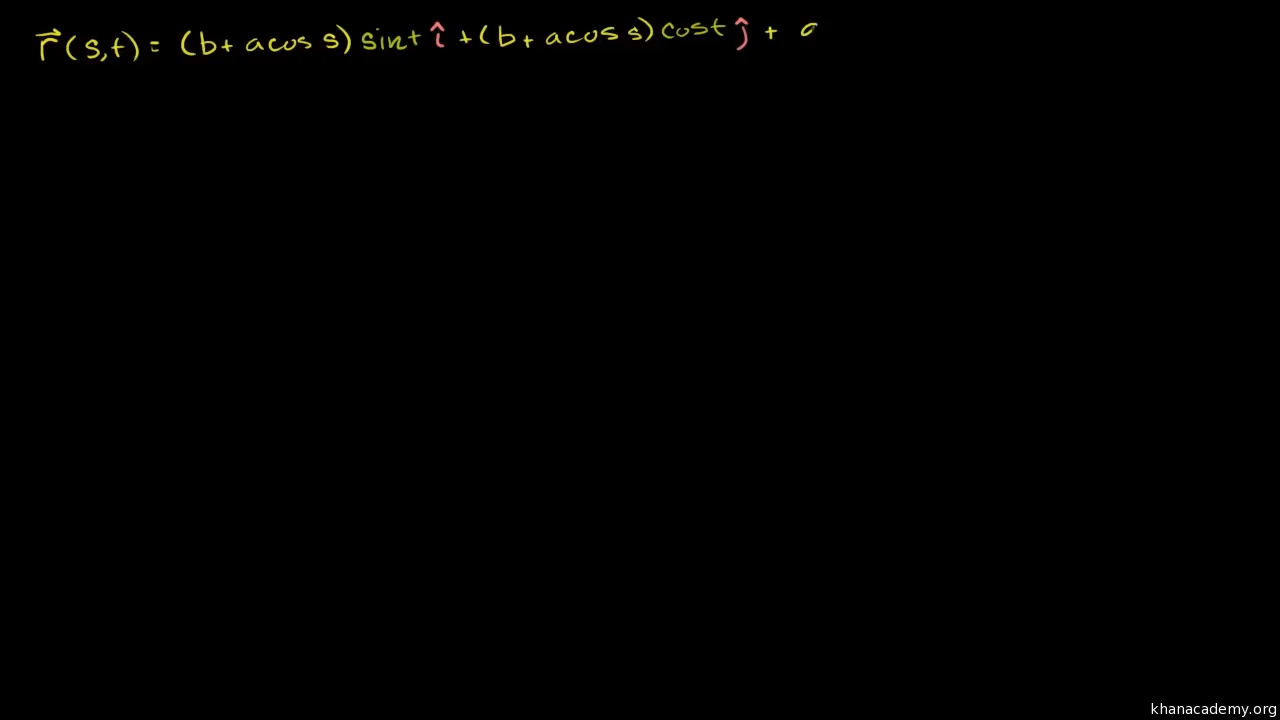 r⃗(s,t) = (b+ a cos s) sin t î + (b + a cos s) cos t ĵ +
khanacademy.org